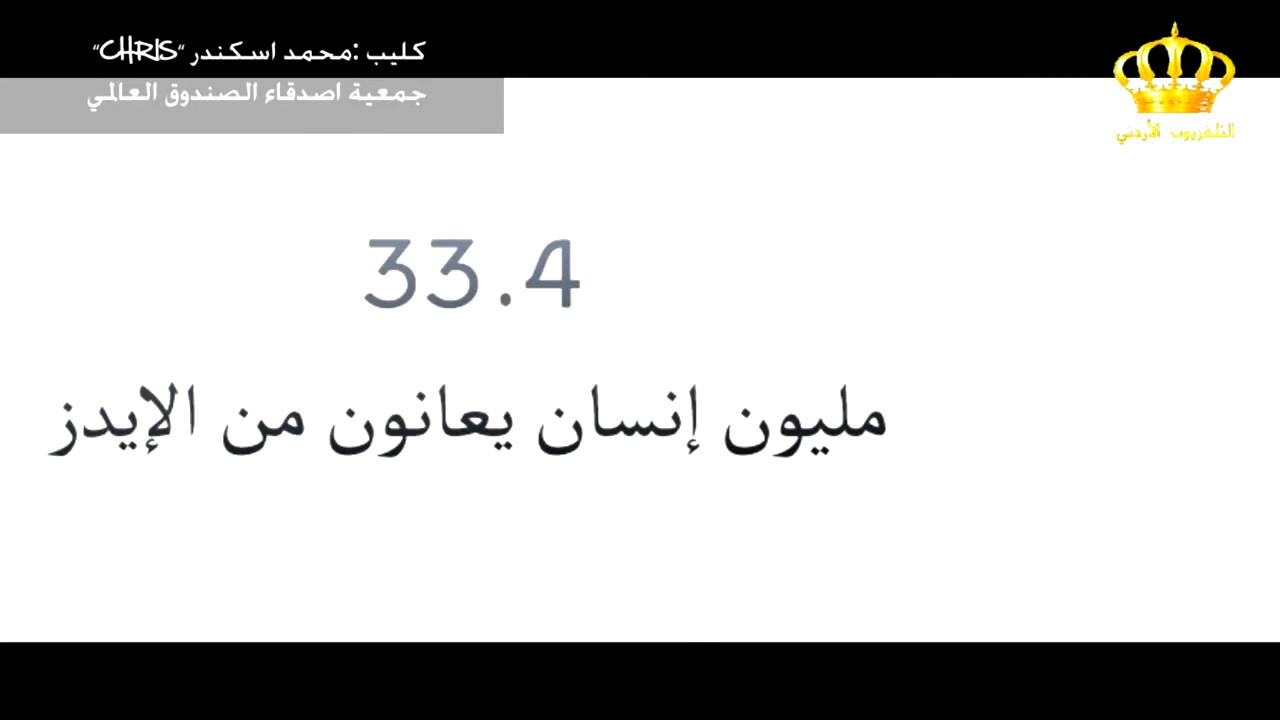 كليب :محمد اسكندر "CHRIS"
جمعية اصدقاء الصندوق العالمي
التلفزيون الأردني
33.4
مليون إنسان يعانون من الإيدز